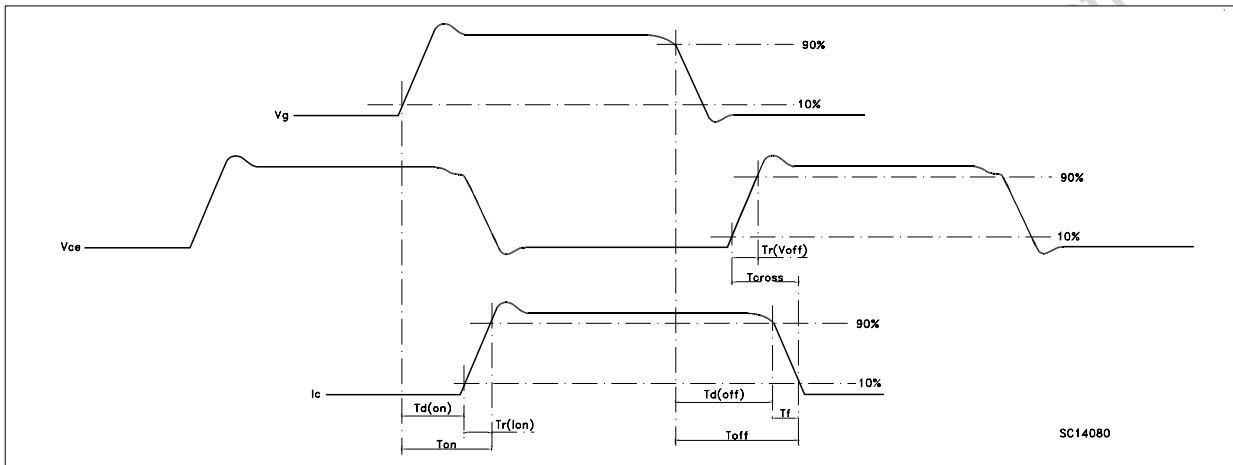 90%
10%
Vg
90%
Vce
10%
Tr(Voff)
Tcross
90%
Ic
10%
Td(on)
Td(off)
Tr(Ion)
Tf
Ton
Toff
SC14080